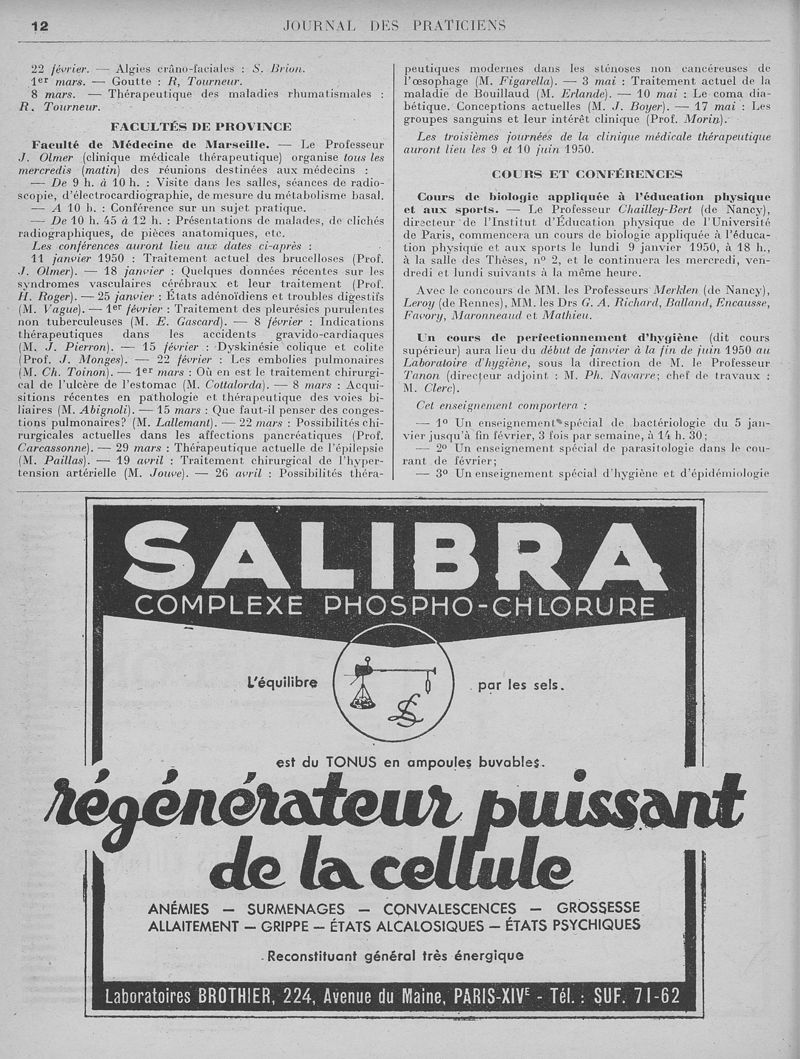 12
JOURNAL DES PRATICIENS
22 février. — Algies crâno-faciales : S. Brion.
1er mars. — Goutte : R, Tourneur.
8 mars. — Thérapeutique des maladies rhumatismales :
R. Tourneur.
FACULTÉS DE PROVINCE
Faculté de Médecine de Marseille. — Le Professeur
J. Olmer (clinique médicale thérapeutique) organise tous les
mercredis (matin) des réunions destinées aux médecins :
— De 9 h. à 10 h. : Visite dans les salles, séances de radio-
scopie, d'électrocardiographie, de mesure du métabolisme basal.
— A 10 h. : Conférence sur un sujet pratique.
— De 10 h. 45 à 12 h. : Présentations de malades, de clichés
radiographiques, de pièces anatomiques, etc.
Les conférences auront lieu aux dates ci-après :
11 janvier 1950 : Traitement actuel des brucelloses (Prof.
J. Olmer). — 18 janvier : Quelques données récentes sur les
syndromes vasculaires cérébraux et leur traitement (Prof.
H. Roger). — 25 janvier : États adénoïdiens et troubles digestifs
(M. Vague). — 1er février : Traitement des pleurésies purulentes
non tuberculeuses (M. E. Gascard). — 8 février : Indications
thérapeutiques dans les accidents gravido-cardiaques
(M. J. Pierron). — 15 février : Dyskinésie colique et colite
(Prof. J. Monges). — 22 février : Les embolies pulmonaires
(M. Ch. Toinon). — 1er mars : Où en est le traitement chirurgi-
cal de l'ulcère de l'estomac (M. Cottalorda). — 8 mars : Acqui-
sitions récentes en pathologie et thérapeutique des voies bi-
liaires (M. Abignoli). — 15 mars : Que faut-il penser des conges-
tions pulmonaires? (M. Lallemant). — 22 mars : Possibilités chi-
rurgicales actuelles dans les affections pancréatiques (Prof.
Carcassonne). — 29 mars : Thérapeutique actuelle de l'épilepsie
(M. Paillas). — 19 avril : Traitement chirurgical de l'hyper-
tension artérielle (M. Jouve). — 26 avril : Possibilités théra-
peutiques modernes dans les sténoses non cancéreuses de
l'œsophage (M. Figarella). — 3 mai : Traitement actuel de la
maladie de Bouillaud (M. Erlande). — 10 mai : Le coma dia-
bétique. Conceptions actuelles (M. J. Boyer). — 17 mai : Les
groupes sanguins et leur intérêt clinique (Prof. Morin).
Les troisièmes journées de la clinique médicale thérapeutique
auront lieu les 9 et 10 juin 1950.
COURS ET CONFÉRENCES
Cours de biologie appliquée à l'éducation physique
et aux sports. — Le Professeur Chailley-Bert (de Nancy),
directeur de l'Institut d'Éducation physique de l'Université
de Paris, commencera un cours de biologie appliquée à l'éduca-
tion physique et aux sports le lundi 9 janvier 1950, à 18 h.,
à la salle des Thèses, n° 2, et le continuera les mercredi, ven-
dredi et lundi suivants à la même heure.
Avec le concours de MM. les Professeurs Merklen (de Nancy),
Leroy (de Rennes), MM. les Drs G. A. Richard, Balland, Encausse,
Favory, Maronneaud et Mathieu.
Un cours de perfectionnement d'hygiène (dit cours
supérieur) aura lieu du début de janvier à la fin de juin 1950 au
Laboratoire d'hygiène, sous la direction de M. le Professeur
Tanon (directeur adjoint : M. Ph. Navarre; chef de travaux :
M. Clerc).
Cet enseignement comportera :
— 1° Un enseignement spécial de bactériologie du 5 jan-
vier jusqu'à fin février, 3 fois par semaine, à 14 h. 30;
— 2° Un enseignement spécial de parasitologie dans le cou-
rant de février;
— 3° Un enseignement spécial d'hygiène et d'épidémiologie
SALIBRA
COMPLEXE PHOSPHO-CHLORURE
L'équilibre par les sels.
est du TONUS en ampoules buvables.
régénérateur puissant
de la cellule
ANÉMIES — SURMENAGES — CONVALESCENCES — GROSSESSE
ALLAITEMENT — GRIPPE — ÉTATS ALCALOSIQUES — ÉTATS PSYCHIQUES
Reconstituant général très énergique
Laboratoires BROTHIER, 224, Avenue du Maine, PARIS-XIVE - Tél. : SUF. 71-62